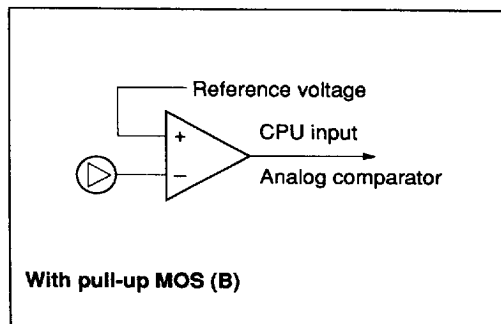 Reference voltage
+
CPU input
−
Analog comparator
With pull-up MOS (B)